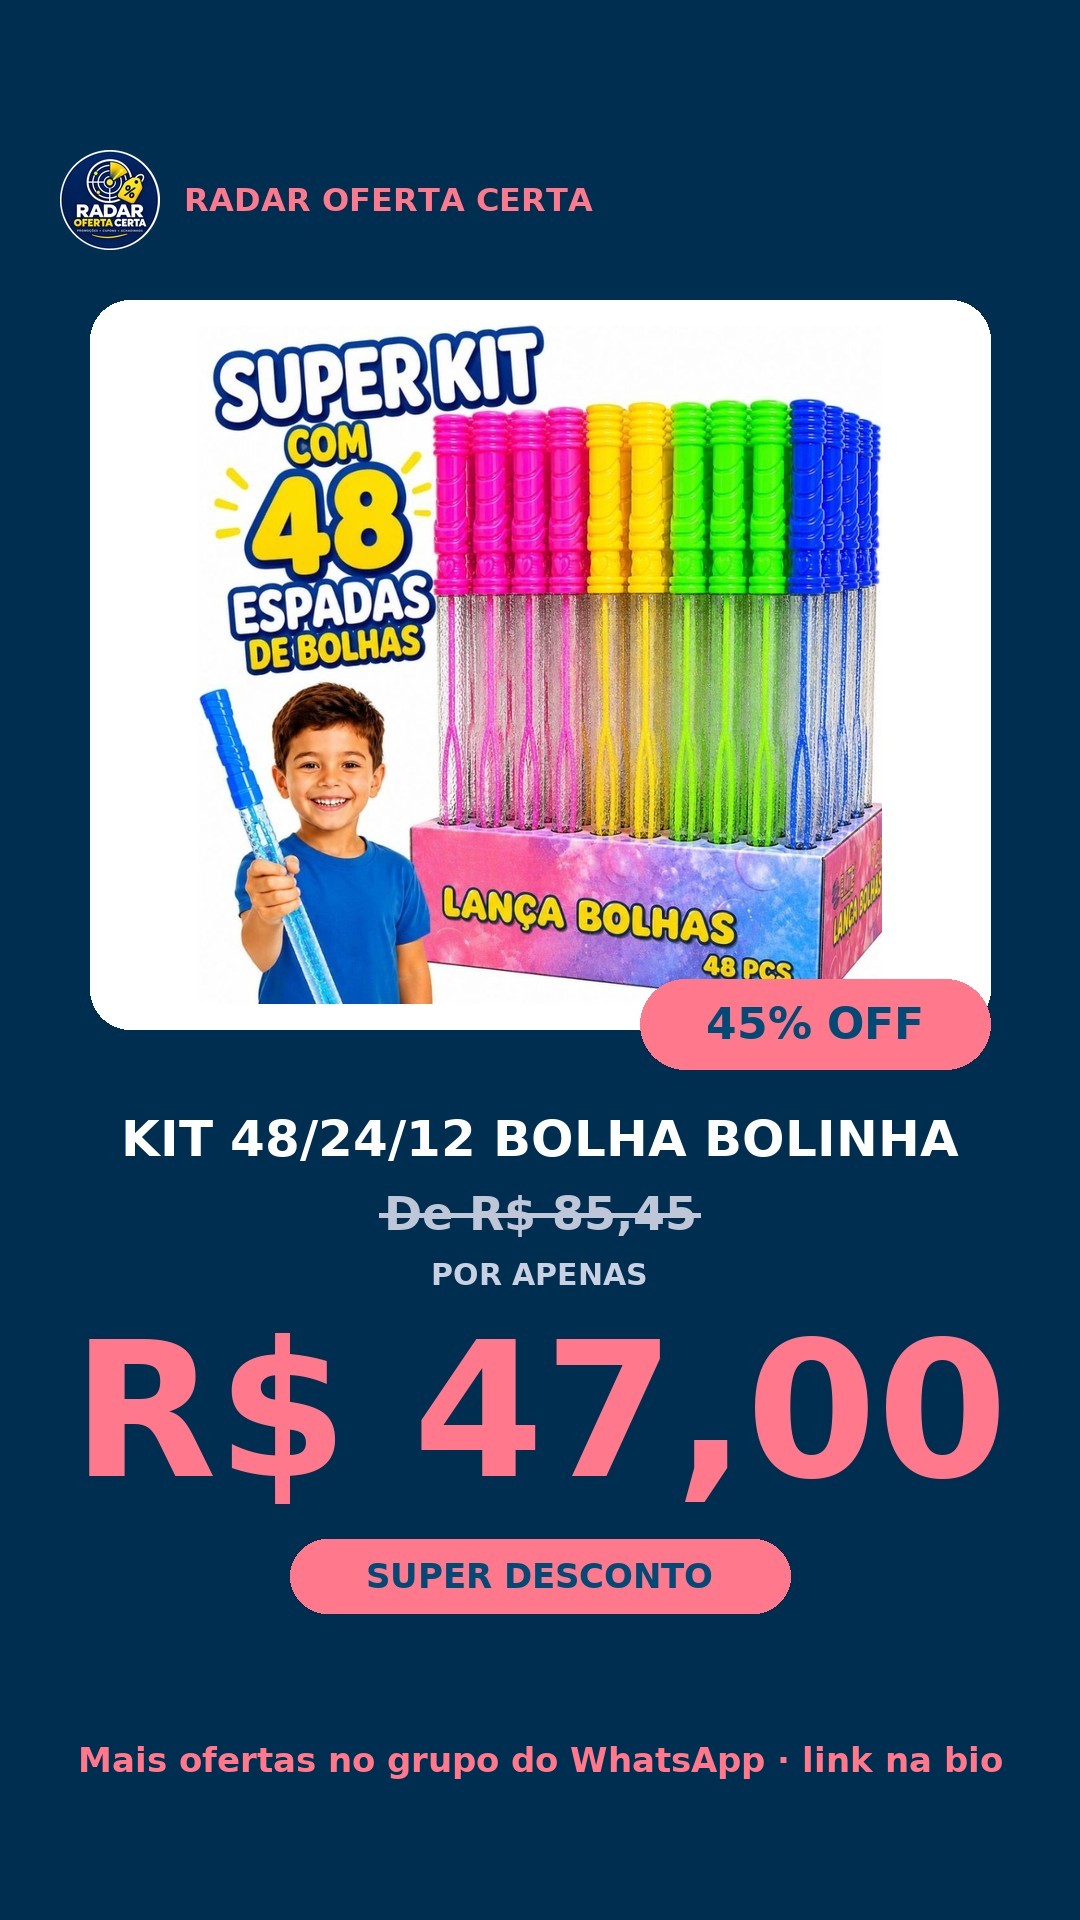 RADAR
OFERTA CERTA
RADAR OFERTA CERTA
SUPER KIT
COM
48
ESPADAS
DE BOLHAS
LANÇA BOLHAS
48 PCS
LANÇA BOLHAS
45% OFF
KIT 48/24/12 BOLHA BOLINHA
De R$ 85,45
POR APENAS
R$ 47,00
SUPER DESCONTO
Mais ofertas no grupo do WhatsApp · link na bio